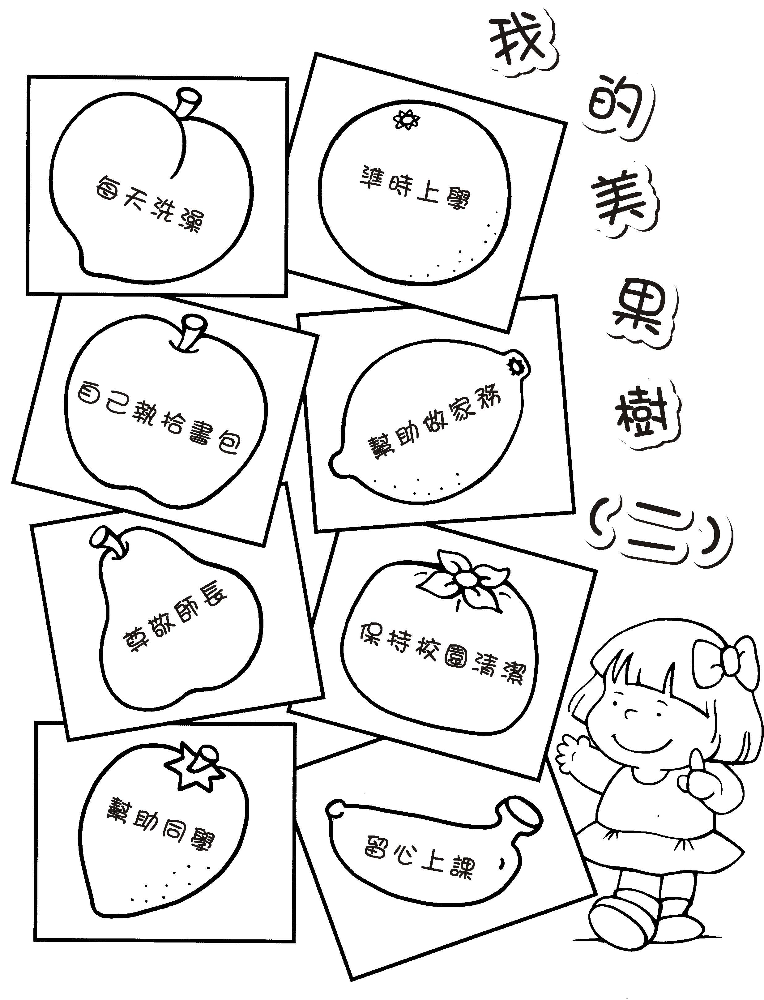 我的美果樹(二)
每天洗澡
準時上學
自己執拾書包
幫助做家務
尊敬師長
保持校園清潔
幫助同學
留心上課